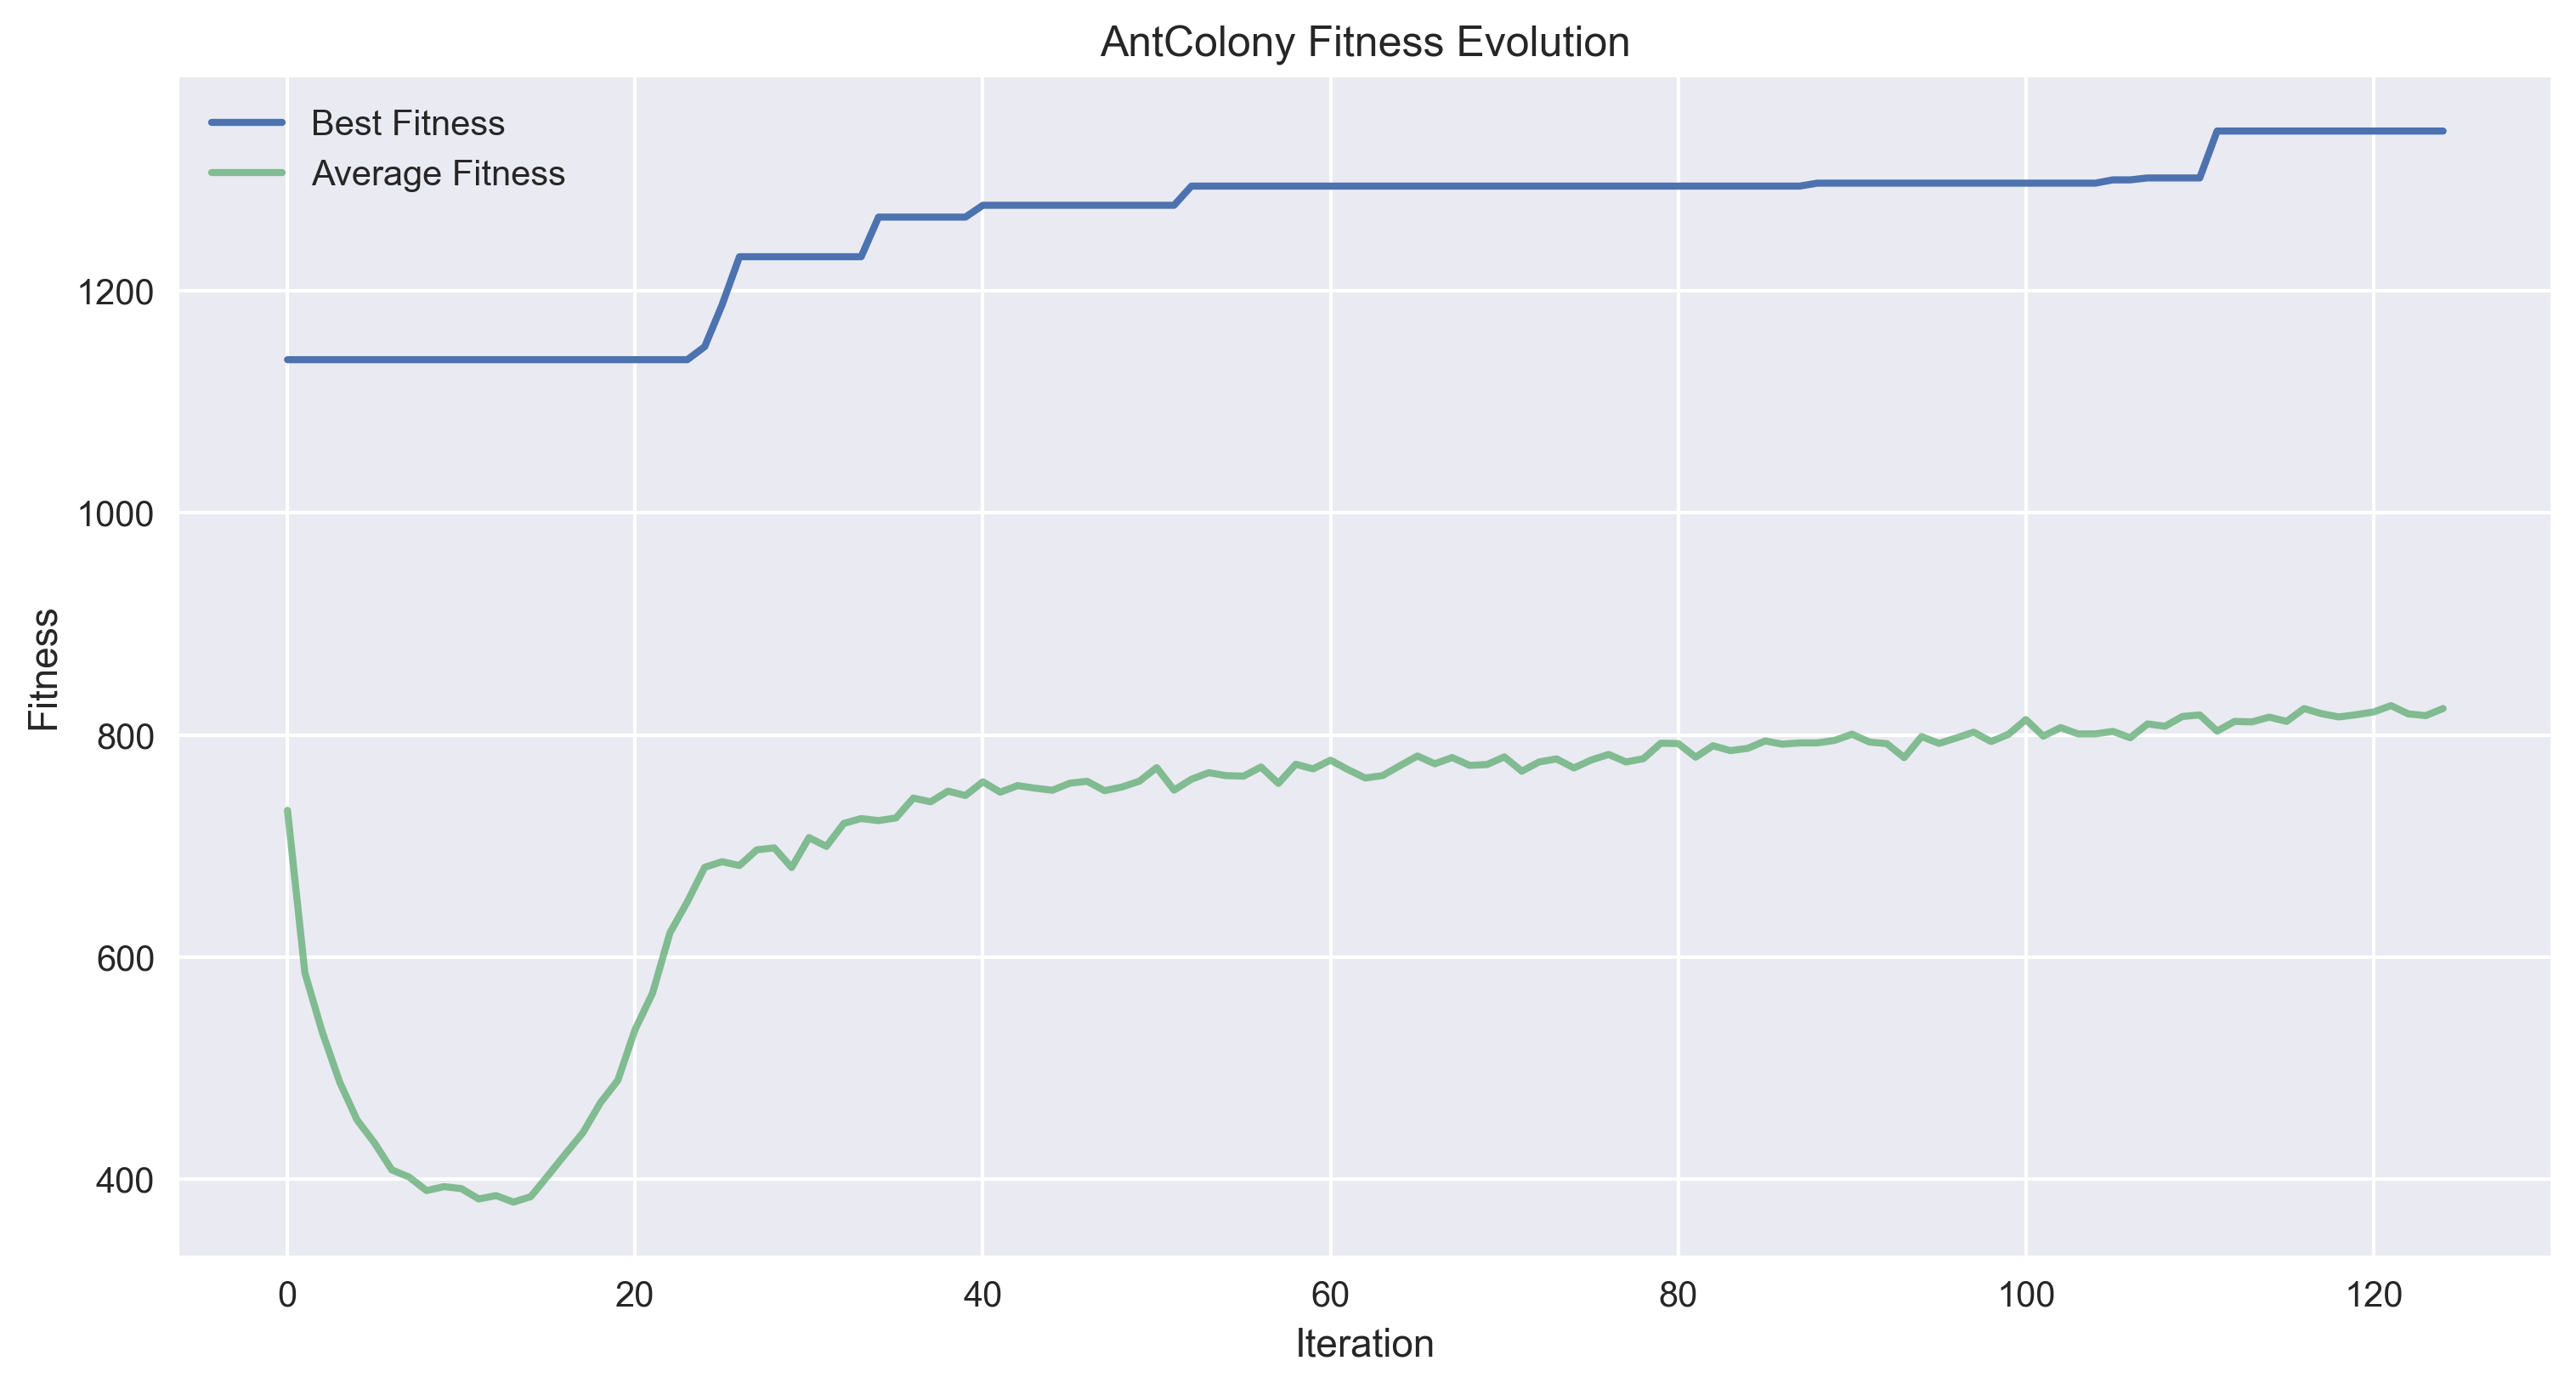 AntColony Fitness Evolution
Best Fitness
Average Fitness
1200
1000
800
600
400
Fitness
0 20 40 60 80 100 120
Iteration